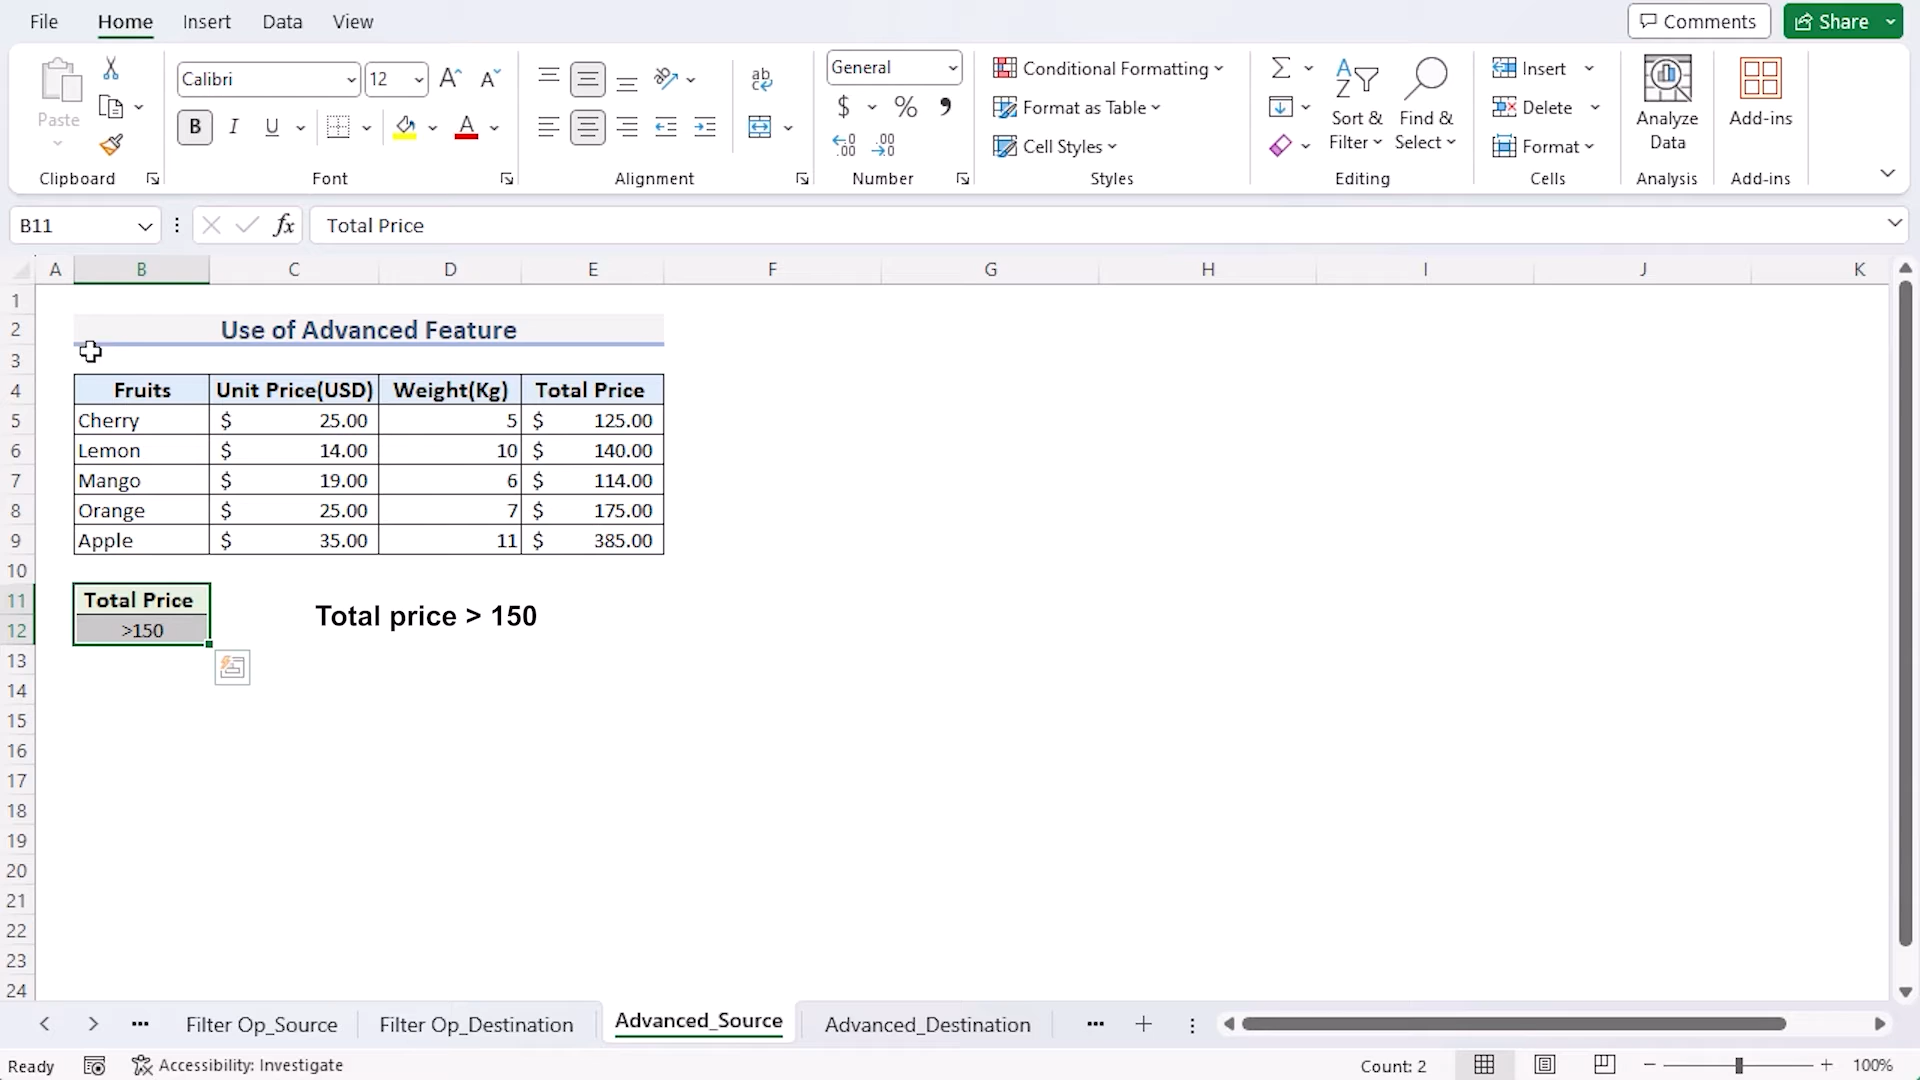 File Home Insert Data View Comments Share
Calibri 12 General Conditional Formatting Insert
Paste Format as Table Delete
B I U A $ % , Sort & Filter Find & Select Analyze Data Add-ins
Cell Styles Format
Clipboard Font Alignment Number Styles Editing Cells Analysis Add-ins
B11 fx Total Price
A B C D E F G H I J K
1
2 Use of Advanced Feature
3
4 Fruits Unit Price(USD) Weight(Kg) Total Price
5 Cherry $ 25.00 5 $ 125.00
6 Lemon $ 14.00 10 $ 140.00
7 Mango $ 19.00 6 $ 114.00
8 Orange $ 25.00 7 $ 175.00
9 Apple $ 35.00 11 $ 385.00
10
11 Total Price
Total price > 150
12 >150
13
14
15
16
17
18
19
20
21
22
23
24
Filter Op_Source Filter Op_Destination Advanced_Source Advanced_Destination
Ready Accessibility: Investigate Count: 2 100%